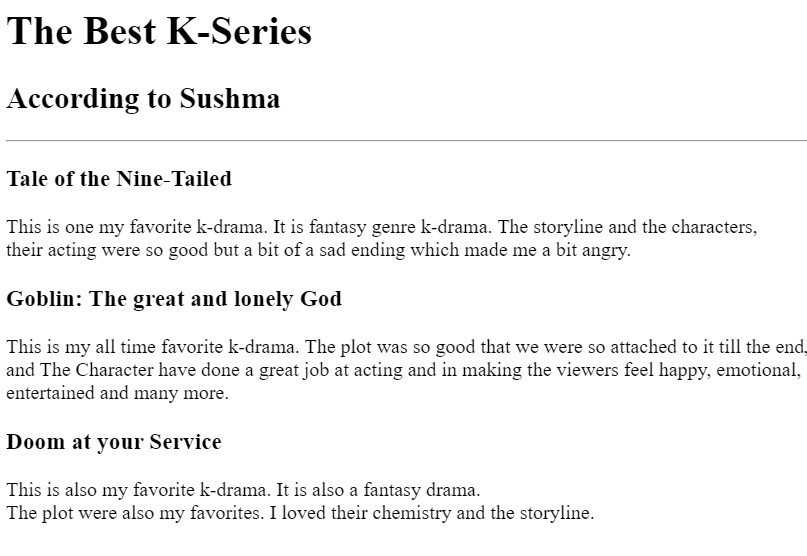 The Best K-Series
According to Sushma
Tale of the Nine-Tailed
This is one my favorite k-drama. It is fantasy genre k-drama. The storyline and the characters,
their acting were so good but a bit of a sad ending which made me a bit angry.
Goblin: The great and lonely God
This is my all time favorite k-drama. The plot was so good that we were so attached to it till the end,
and The Character have done a great job at acting and in making the viewers feel happy, emotional,
entertained and many more.
Doom at your Service
This is also my favorite k-drama. It is also a fantasy drama.
The plot were also my favorites. I loved their chemistry and the storyline.